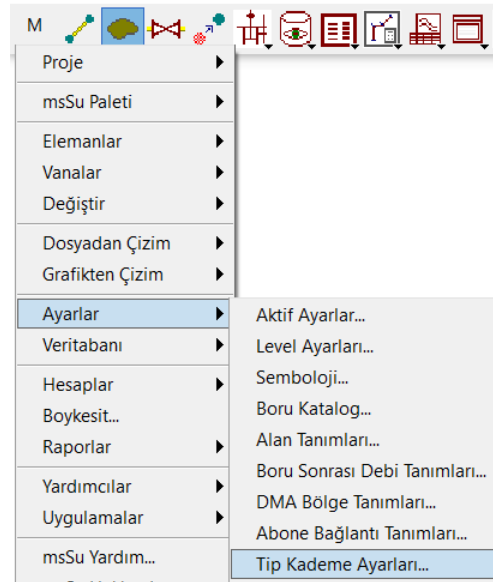 M
Proje
msSu Paleti
Elemanlar
Vanalar
Değiştir
Dosyadan Çizim
Grafikten Çizim
Ayarlar
Veritabanı
Hesaplar
Boykesit...
Raporlar
Yardımcılar
Uygulamalar
msSu Yardım...
Aktif Ayarlar...
Level Ayarları...
Semboloji...
Boru Katalog...
Alan Tanımları...
Boru Sonrası Debi Tanımları...
DMA Bölge Tanımları...
Abone Bağlantı Tanımları...
Tip Kademe Ayarları...